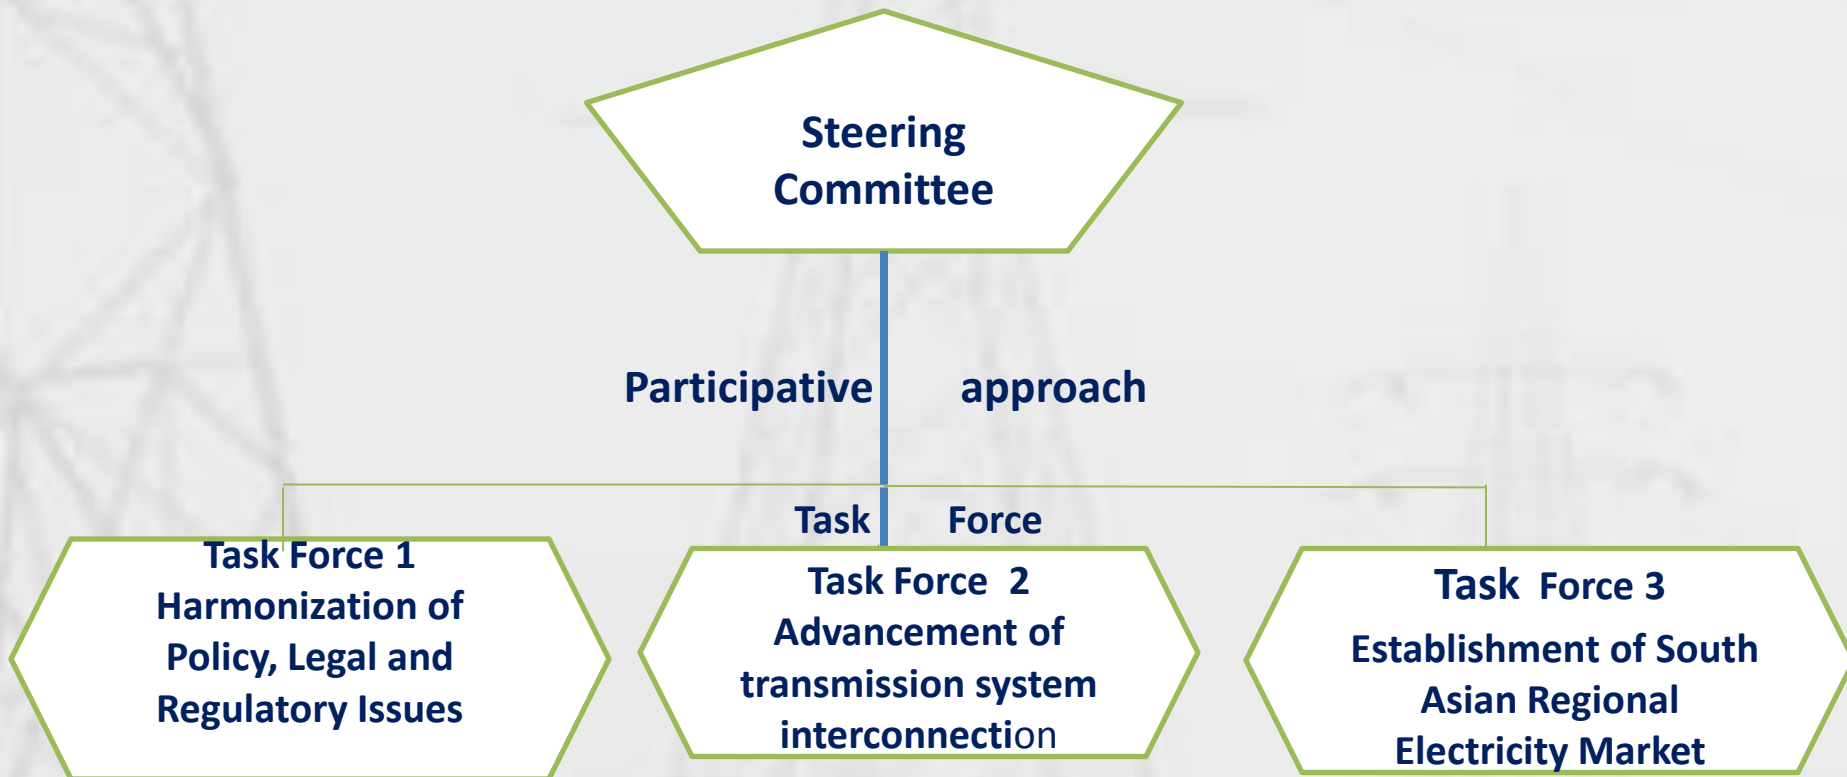 Steering
Committee
Participative approach
Task Force
Task Force 1
Harmonization of
Policy, Legal and
Regulatory Issues
Task Force 2
Advancement of
transmission system
interconnection
Task Force 3
Establishment of South
Asian Regional
Electricity Market